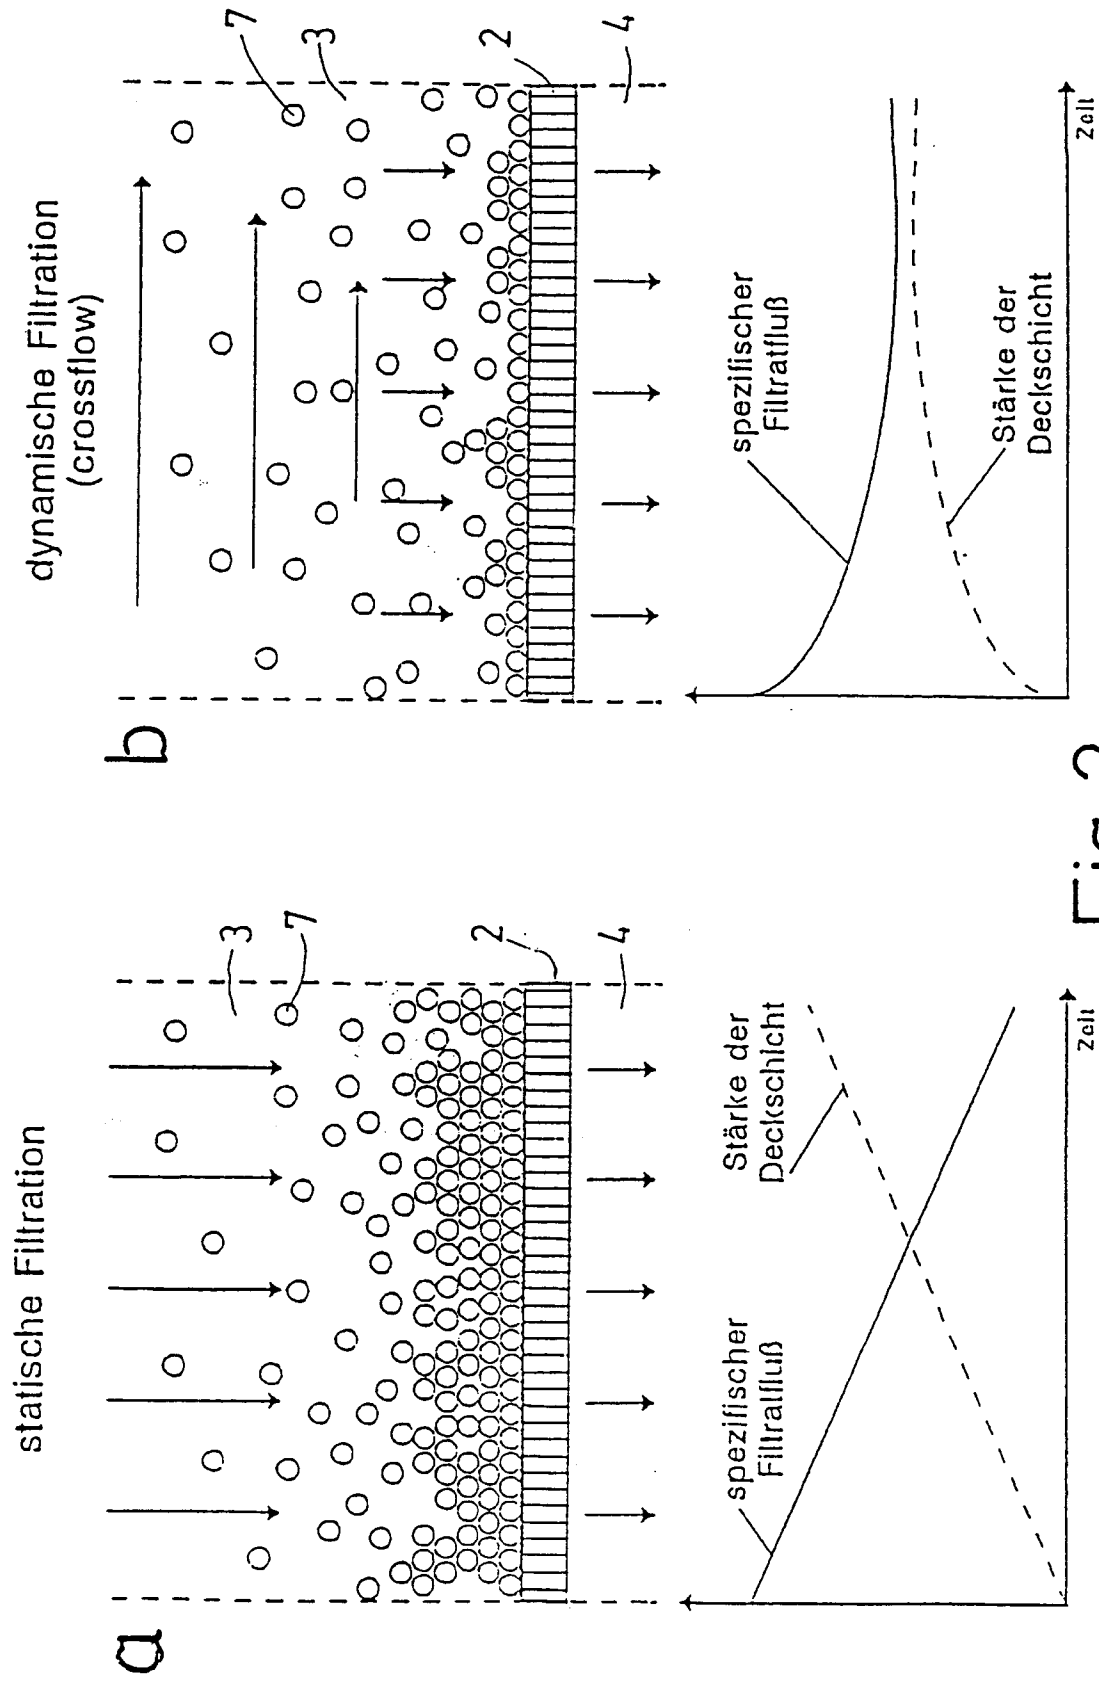 a
statische Filtration
3
7
2
4
spezifischer
Filtratfluß
Stärke der
Deckschicht
Zeit
b
dynamische Filtration
(crossflow)
7
3
2
4
spezifischer
Filtratfluß
Stärke der
Deckschicht
Zeit
Fig.